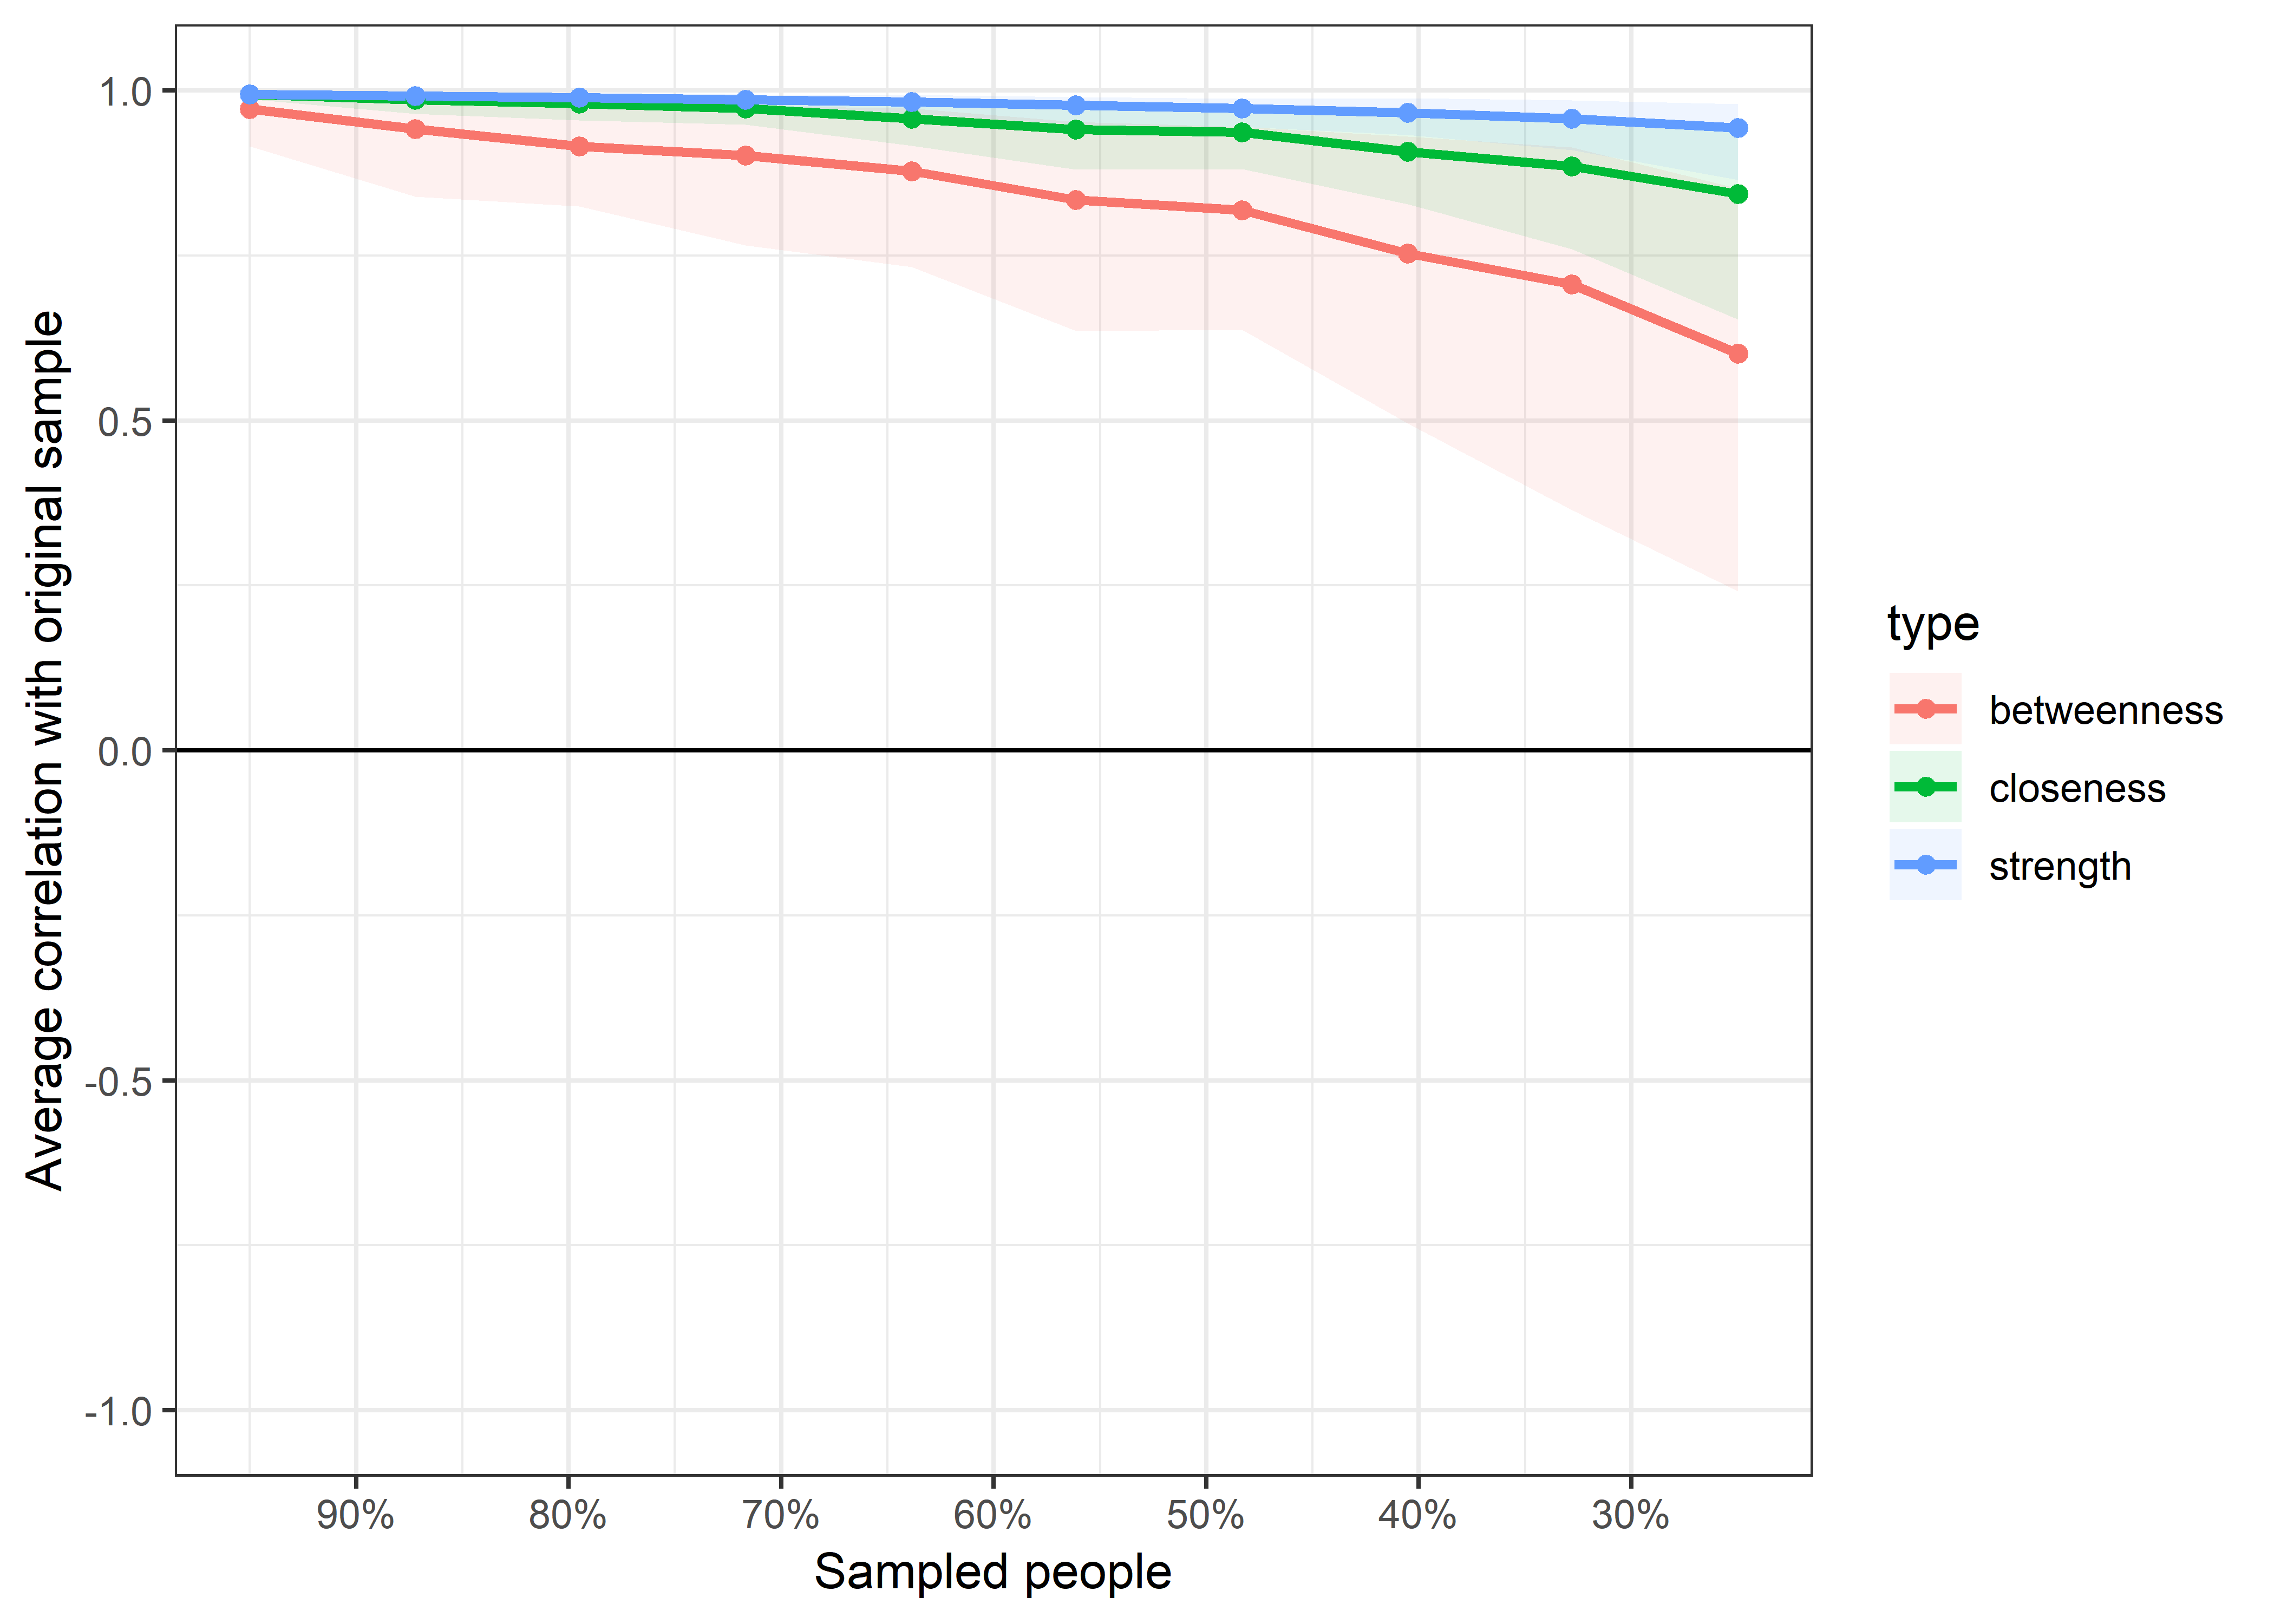 Average correlation with original sample
1.0
0.5
0.0
-0.5
-1.0
90% 80% 70% 60% 50% 40% 30%
Sampled people
type
betweenness
closeness
strength